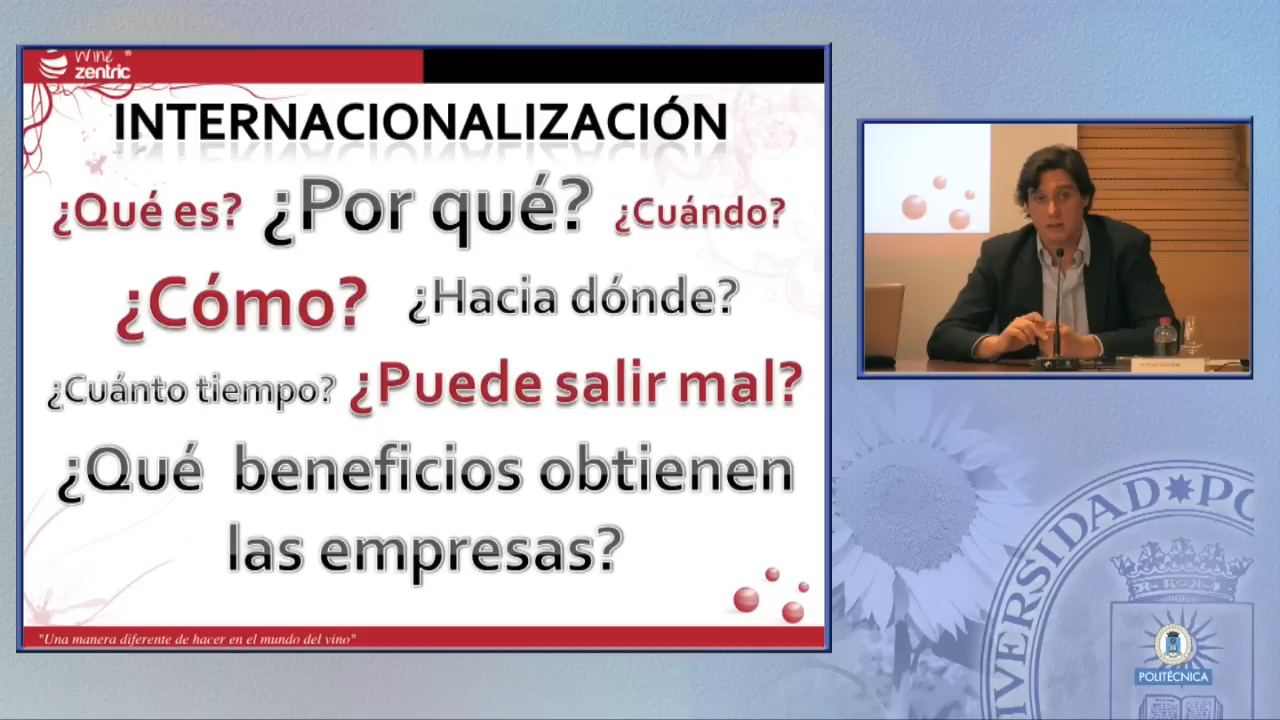 wine
zentric
INTERNACIONALIZACIÓN
¿Qué es? ¿Por qué? ¿Cuándo?
¿Cómo? ¿Hacia dónde?
¿Cuánto tiempo? ¿Puede salir mal?
¿Qué beneficios obtienen
las empresas?
"Una manera diferente de hacer en el mundo del vino"
IVERSIDAD PO
POLITÉCNICA